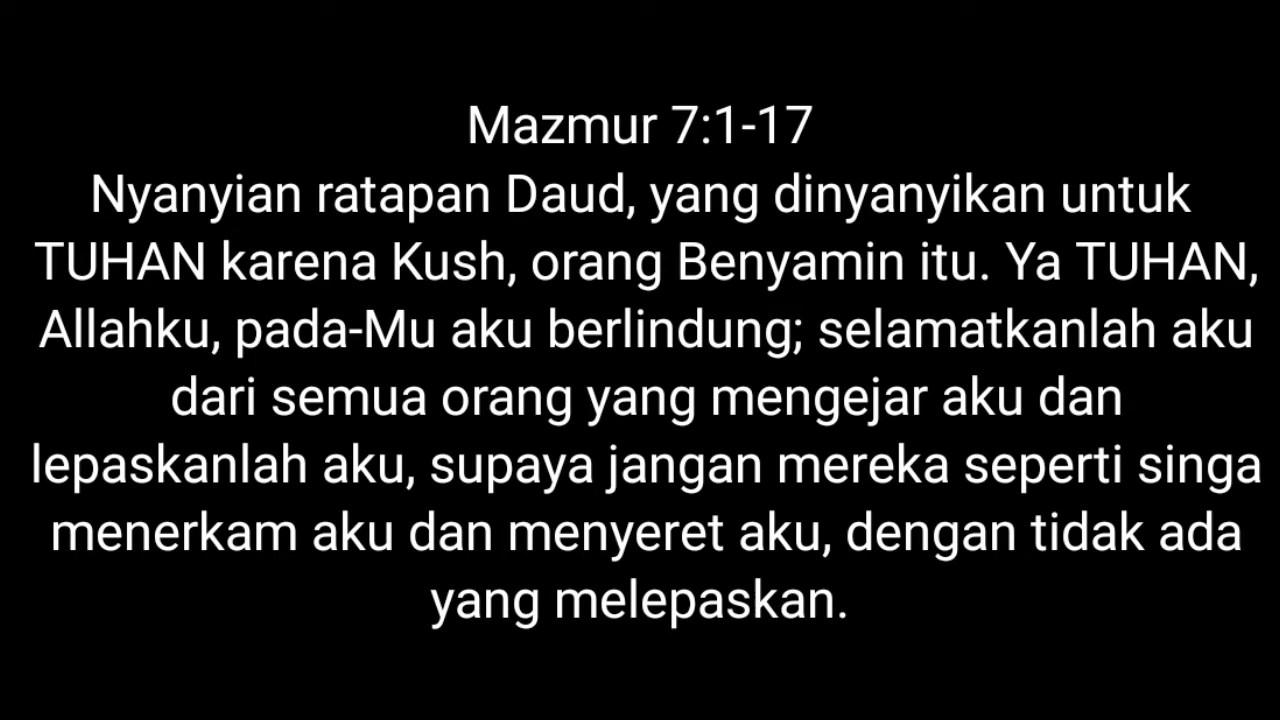 Mazmur 7:1-17
Nyanyian ratapan Daud, yang dinyanyikan untuk
TUHAN karena Kush, orang Benyamin itu. Ya TUHAN,
Allahku, pada-Mu aku berlindung; selamatkanlah aku
dari semua orang yang mengejar aku dan
lepaskanlah aku, supaya jangan mereka seperti singa
menerkam aku dan menyeret aku, dengan tidak ada
yang melepaskan.